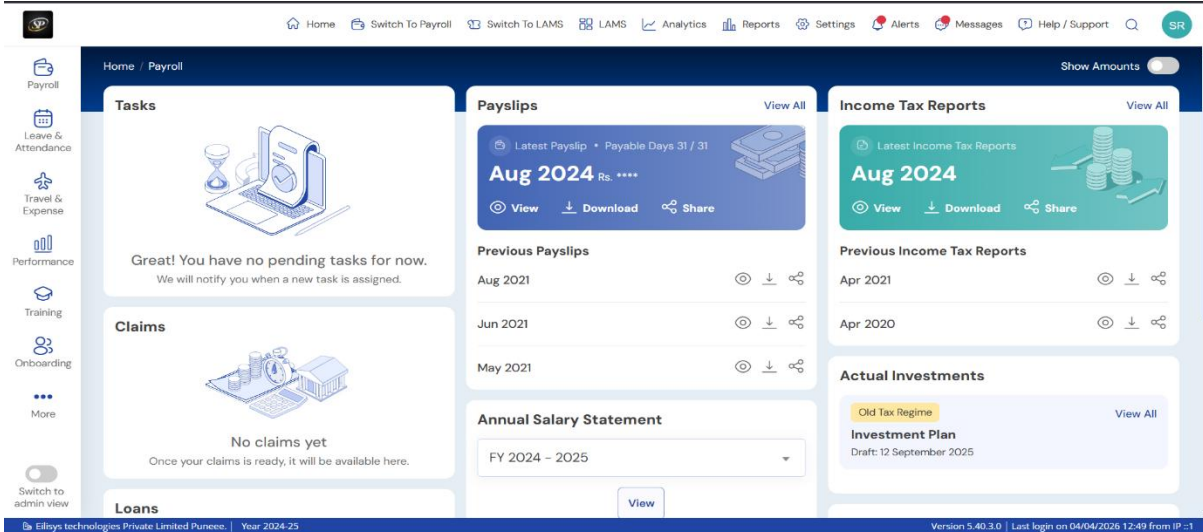 SP
Home
Switch To Payroll
Switch To LAMS
LAMS
Analytics
Reports
Settings
Alerts
Messages
Help / Support
SR
Payroll
Leave &
Attendance
Travel &
Expense
Performance
Training
Onboarding
More
Switch to
admin view
Home / Payroll
Show Amounts
Tasks
Great! You have no pending tasks for now.
We will notify you when a new task is assigned.
Claims
No claims yet
Once your claims is ready, it will be available here.
Loans
Payslips
View All
Latest Payslip • Payable Days 31 / 31
Aug 2024 Rs. ****
View
Download
Share
Previous Payslips
Aug 2021
Jun 2021
May 2021
Annual Salary Statement
FY 2024 - 2025
View
Income Tax Reports
View All
Latest Income Tax Reports
Aug 2024
View
Download
Share
Previous Income Tax Reports
Apr 2021
Apr 2020
Actual Investments
Old Tax Regime
View All
Investment Plan
Draft: 12 September 2025
Eilisys technologies Private Limited Puneee. | Year 2024-25
Version 5.40.3.0 | Last login on 04/04/2026 12:49 from IP ::1